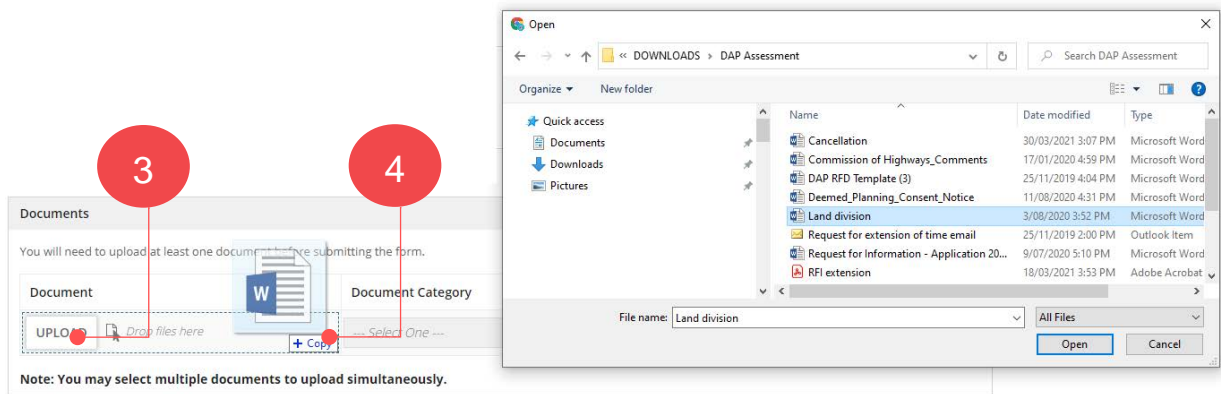 Open
« DOWNLOADS > DAP Assessment
Search DAP Assessment
Organize
New folder
Quick access
Documents
Downloads
Pictures
Name Date modified Type
Cancellation 30/03/2021 3:07 PM Microsoft Word
Commission of Highways_Comments 17/01/2020 4:59 PM Microsoft Word
DAP RFD Template (3) 25/11/2019 4:04 PM Microsoft Word
Deemed_Planning_Consent_Notice 11/08/2020 4:31 PM Microsoft Word
Land division 3/08/2020 3:52 PM Microsoft Word
Request for extension of time email 25/11/2019 2:00 PM Outlook Item
Request for Information - Application 20... 9/07/2020 5:10 PM Microsoft Word
RFI extension 18/03/2021 3:53 PM Adobe Acrobat
File name: Land division
All Files
Open Cancel
3
4
Documents
You will need to upload at least one document before submitting the form.
Document Document Category
UPLOAD Drop files here
W
+ Copy
--- Select One ---
Note: You may select multiple documents to upload simultaneously.